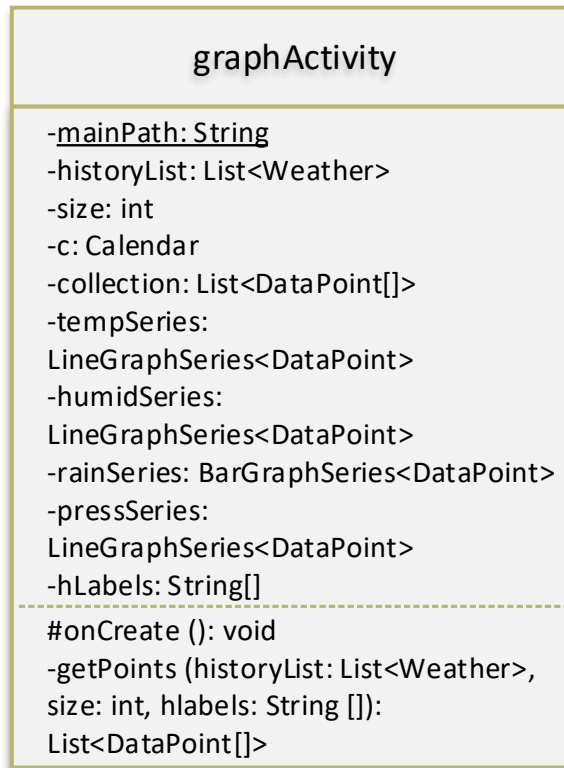 graphActivity
-mainPath: String
-historyList: List<Weather>
-size: int
-c: Calendar
-collection: List<DataPoint[]>
-tempSeries:
LineGraphSeries<DataPoint>
-humidSeries:
LineGraphSeries<DataPoint>
-rainSeries: BarGraphSeries<DataPoint>
-pressSeries:
LineGraphSeries<DataPoint>
-hLabels: String[]
#onCreate (): void
-getPoints (historyList: List<Weather>,
size: int, hlabels: String []):
List<DataPoint[]>